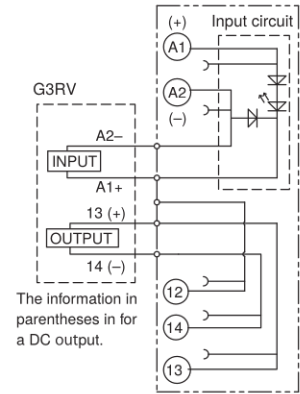 (+)
Input circuit
A1
G3RV
A2
(–)
A2–
INPUT
A1+
13 (+)
OUTPUT
14 (–)
12
14
13
The information in
parentheses in for
a DC output.